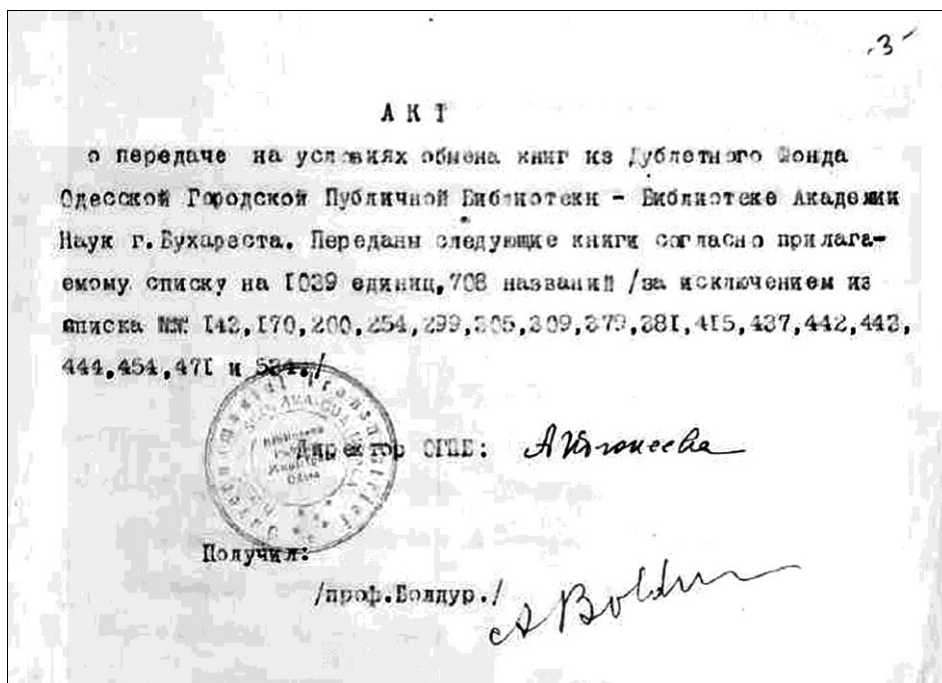 3
АКТ
о передаче на условиях обмена книг из Дублетного Фонда
Одесской Городской Публичной Библиотеки - Библиотеке Академии
Наук г.Бухареста. Переданы следующие книги согласно прилага-
емому списку на 1039 единиц,708 названий /за исключением из
списка №№ 142,170,200,254,299,305,309,379,381,415,437,442,443,
444,454,471 и 534./
Директор ОГПБ:
Получил:
/проф.Болдур./
A Boldur